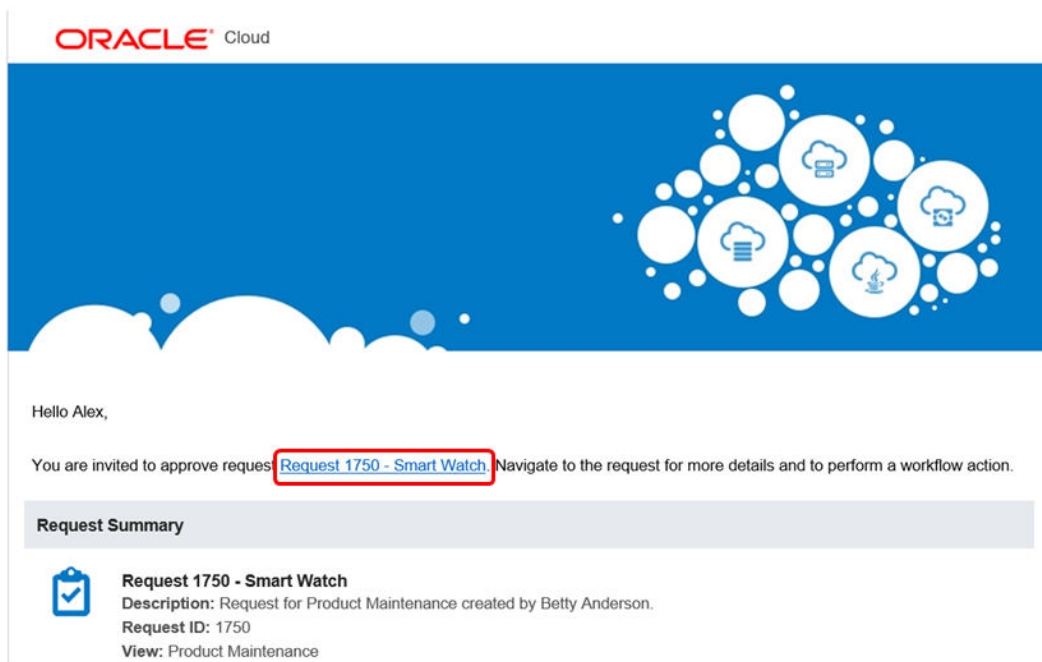 ORACLE® Cloud
Hello Alex,
You are invited to approve request Request 1750 - Smart Watch. Navigate to the request for more details and to perform a workflow action.
Request Summary
Request 1750 - Smart Watch
Description: Request for Product Maintenance created by Betty Anderson.
Request ID: 1750
View: Product Maintenance